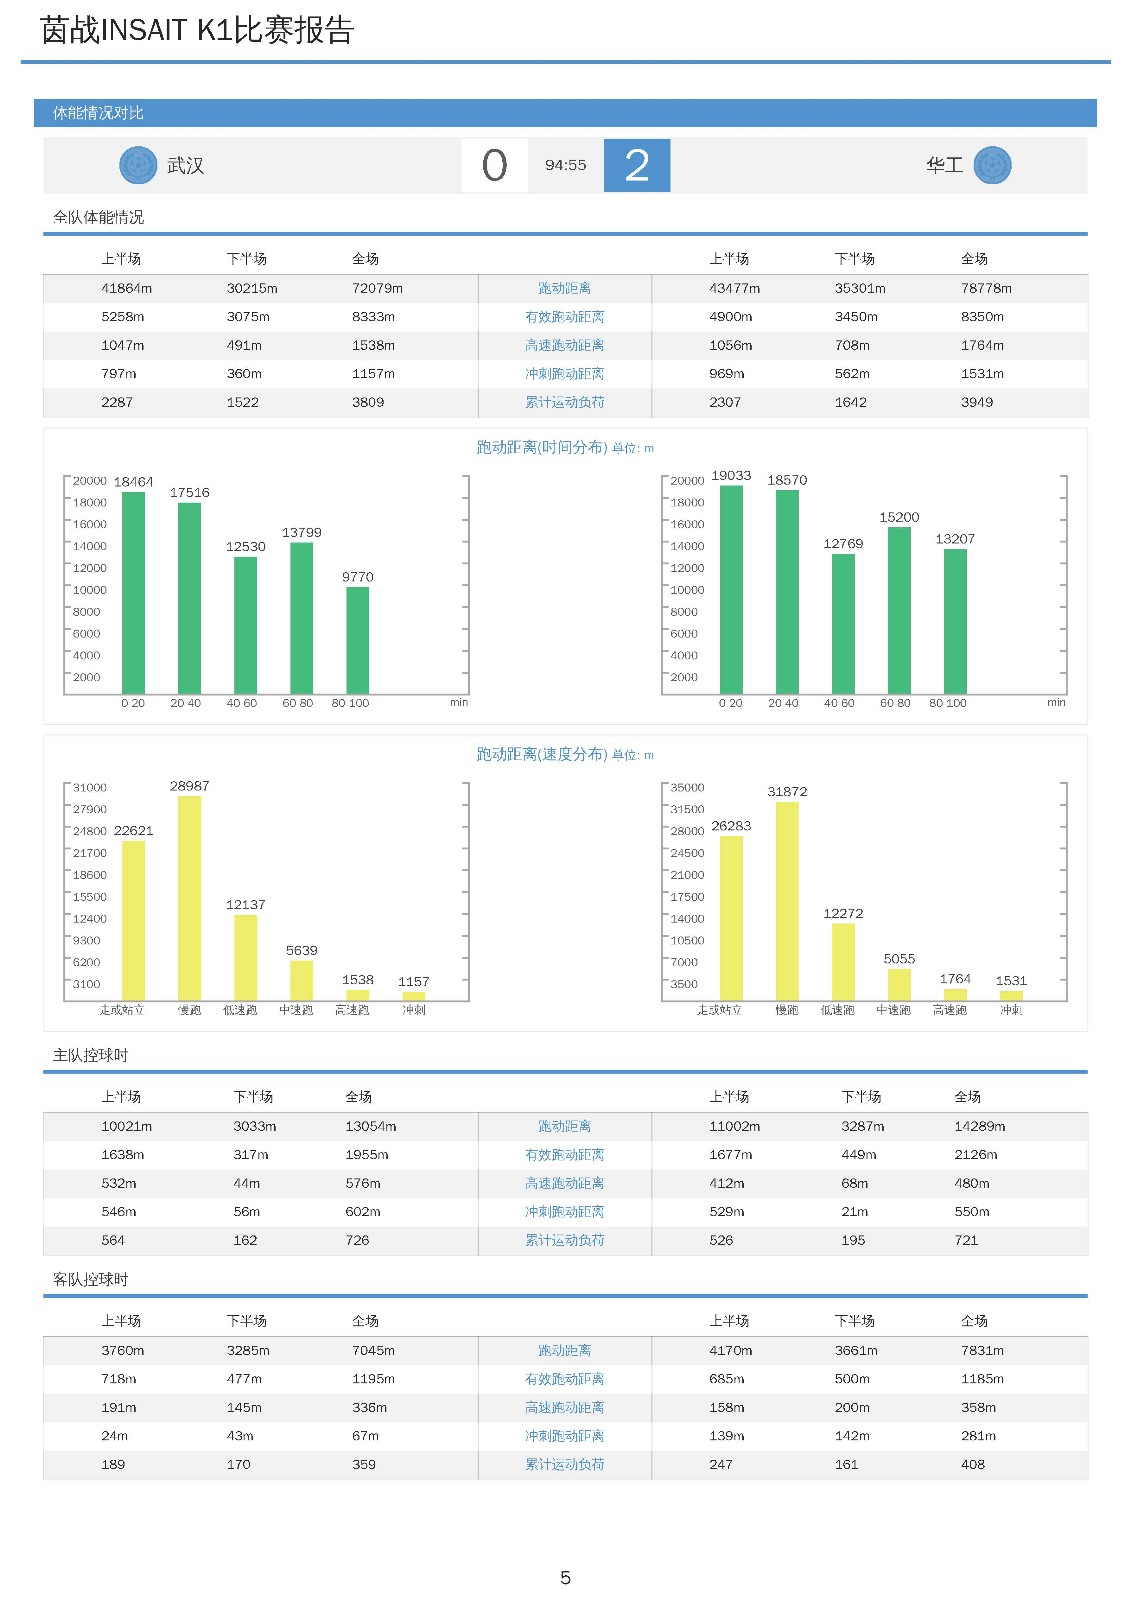 茵战INSAIT K1比赛报告
体能情况对比
武汉 0 94:55 2 华工
全队体能情况
上半场 下半场 全场 上半场 下半场 全场
41864m 30215m 72079m 跑动距离 43477m 35301m 78778m
5258m 3075m 8333m 有效跑动距离 4900m 3450m 8350m
1047m 491m 1538m 高速跑动距离 1056m 708m 1764m
797m 360m 1157m 冲刺跑动距离 969m 562m 1531m
2287 1522 3809 累计运动负荷 2307 1642 3949
跑动距离(时间分布) 单位: m
20000
18000
16000
14000
12000
10000
8000
6000
4000
2000
18464
17516
12530
13799
9770
0 20 20 40 40 60 60 80 80 100 min
20000
18000
16000
14000
12000
10000
8000
6000
4000
2000
19033
18570
12769
15200
13207
0 20 20 40 40 60 60 80 80 100 min
跑动距离(速度分布) 单位: m
31000
27900
24800
21700
18600
15500
12400
9300
6200
3100
22621
28987
12137
5639
1538
1157
走或站立 慢跑 低速跑 中速跑 高速跑 冲刺
35000
31500
28000
24500
21000
17500
14000
10500
7000
3500
26283
31872
12272
5055
1764
1531
走或站立 慢跑 低速跑 中速跑 高速跑 冲刺
主队控球时
上半场 下半场 全场 上半场 下半场 全场
10021m 3033m 13054m 跑动距离 11002m 3287m 14289m
1638m 317m 1955m 有效跑动距离 1677m 449m 2126m
532m 44m 576m 高速跑动距离 412m 68m 480m
546m 56m 602m 冲刺跑动距离 529m 21m 550m
564 162 726 累计运动负荷 526 195 721
客队控球时
上半场 下半场 全场 上半场 下半场 全场
3760m 3285m 7045m 跑动距离 4170m 3661m 7831m
718m 477m 1195m 有效跑动距离 685m 500m 1185m
191m 145m 336m 高速跑动距离 158m 200m 358m
24m 43m 67m 冲刺跑动距离 139m 142m 281m
189 170 359 累计运动负荷 247 161 408
5